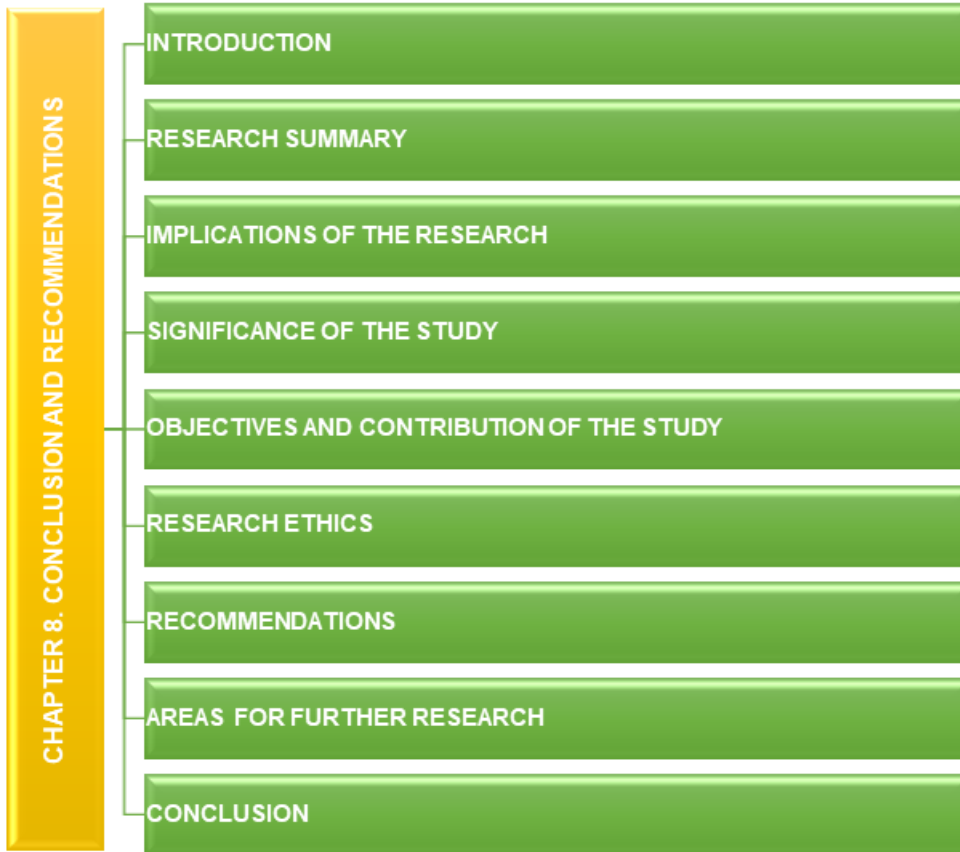 CHAPTER 8. CONCLUSION AND RECOMMENDATIONS
INTRODUCTION
RESEARCH SUMMARY
IMPLICATIONS OF THE RESEARCH
SIGNIFICANCE OF THE STUDY
OBJECTIVES AND CONTRIBUTION OF THE STUDY
RESEARCH ETHICS
RECOMMENDATIONS
AREAS FOR FURTHER RESEARCH
CONCLUSION